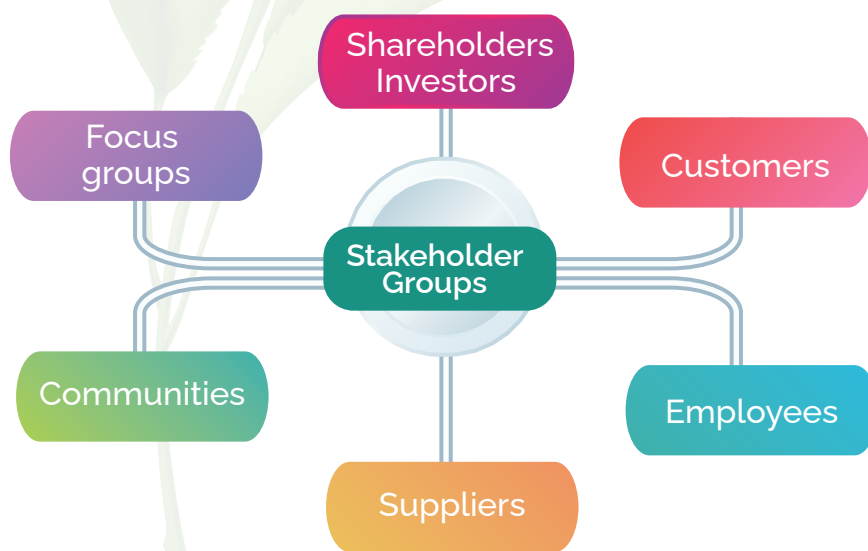 Shareholders
Investors
Focus
groups
Customers
Stakeholder
Groups
Communities
Employees
Suppliers